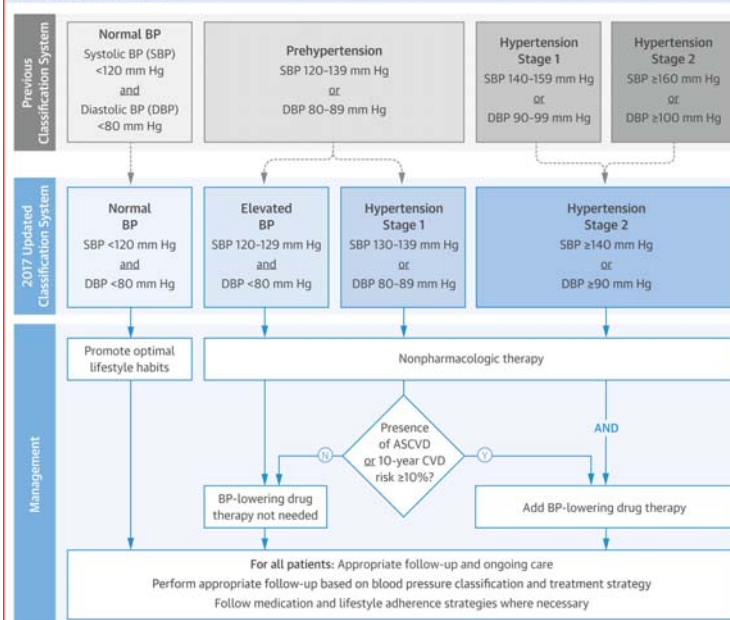 Previous
Classification System
Normal BP
Systolic BP (SBP)
<120 mm Hg
and
Diastolic BP (DBP)
<80 mm Hg
Prehypertension
SBP 120-139 mm Hg
or
DBP 80-89 mm Hg
Hypertension
Stage 1
SBP 140-159 mm Hg
or
DBP 90-99 mm Hg
Hypertension
Stage 2
SBP ≥160 mm Hg
or
DBP ≥100 mm Hg
2017 Updated
Classification System
Normal
BP
SBP <120 mm Hg
and
DBP <80 mm Hg
Elevated
BP
SBP 120-129 mm Hg
and
DBP <80 mm Hg
Hypertension
Stage 1
SBP 130-139 mm Hg
or
DBP 80-89 mm Hg
Hypertension
Stage 2
SBP ≥140 mm Hg
or
DBP ≥90 mm Hg
Management
Promote optimal
lifestyle habits
Nonpharmacologic therapy
Presence
of ASCVD
or 10-year CVD
risk ≥10%?
N
Y
AND
BP-lowering drug
therapy not needed
Add BP-lowering drug therapy
For all patients: Appropriate follow-up and ongoing care
Perform appropriate follow-up based on blood pressure classification and treatment strategy
Follow medication and lifestyle adherence strategies where necessary